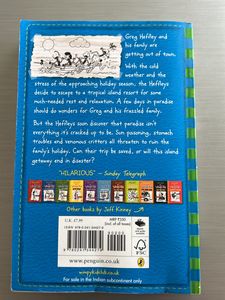 Greg Heffley and
his family are
getting out of town.
With the cold
weather and the
stress of the approaching holiday season, the Heffleys
decide to escape to a tropical island resort for some
much-needed rest and relaxation. A few days in paradise
should do wonders for Greg and his frazzled family.
But the Heffleys soon discover that paradise isn't
everything it's cracked up to be. Sun poisoning, stomach
troubles and venomous critters all threaten to ruin the
family's holiday. Can their trip be saved, or will this island
getaway end in disaster?
"HILARIOUS" – Sunday Telegraph
Other books by Jeff Kinney
U.K. £7.99
FSC
www.penguin.co.uk
wimpykidclub.co.uk
For sale in the Indian subcontinent only